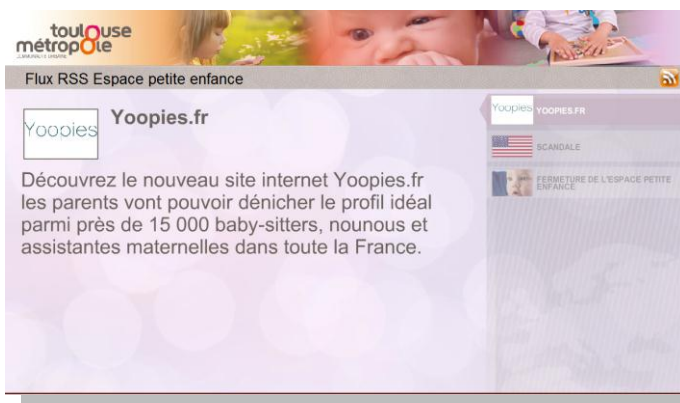 toulouse
métropole
Flux RSS Espace petite enfance
Yoopies
Yoopies.fr
Découvrez le nouveau site internet Yoopies.fr
les parents vont pouvoir dénicher le profil idéal
parmi près de 15 000 baby-sitters, nounous et
assistantes maternelles dans toute la France.
Yoopies
YOOPIES.FR
SCANDALE
FERMETURE DE L'ESPACE PETITE
ENFANCE